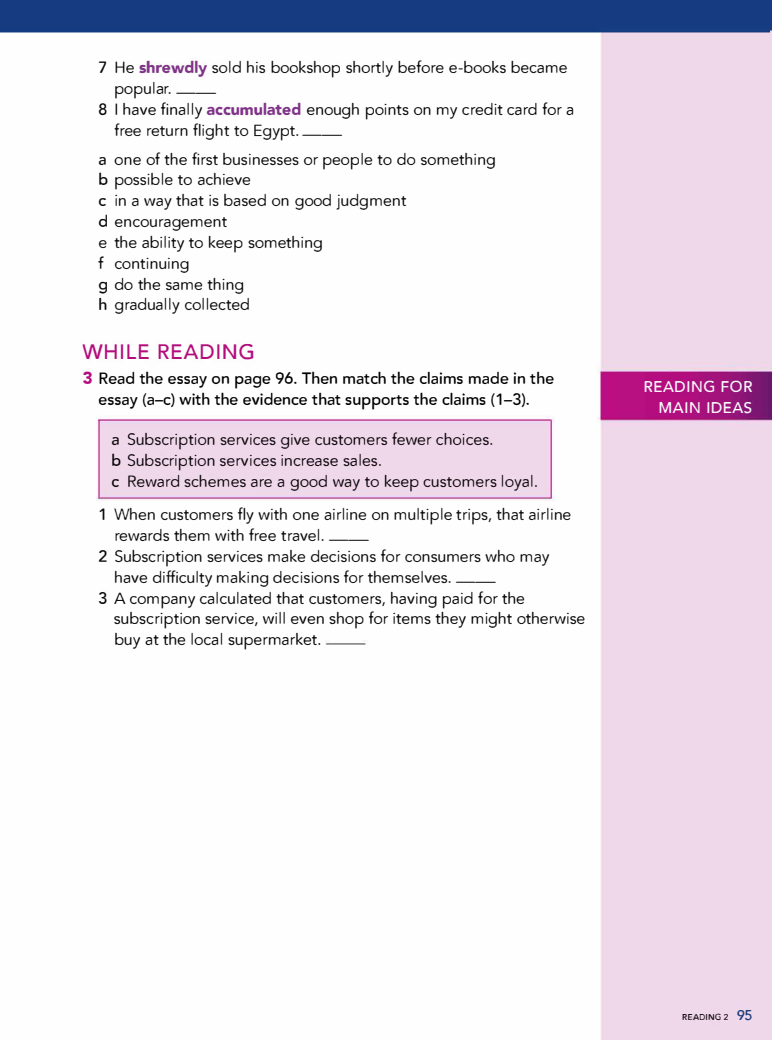 7 He shrewdly sold his bookshop shortly before e-books became
popular. _____
8 I have finally accumulated enough points on my credit card for a
free return flight to Egypt. _____
a one of the first businesses or people to do something
b possible to achieve
c in a way that is based on good judgment
d encouragement
e the ability to keep something
f continuing
g do the same thing
h gradually collected
WHILE READING
3 Read the essay on page 96. Then match the claims made in the
essay (a–c) with the evidence that supports the claims (1–3).
READING FOR
MAIN IDEAS
a Subscription services give customers fewer choices.
b Subscription services increase sales.
c Reward schemes are a good way to keep customers loyal.
1 When customers fly with one airline on multiple trips, that airline
rewards them with free travel. _____
2 Subscription services make decisions for consumers who may
have difficulty making decisions for themselves. _____
3 A company calculated that customers, having paid for the
subscription service, will even shop for items they might otherwise
buy at the local supermarket. _____
READING 2 95